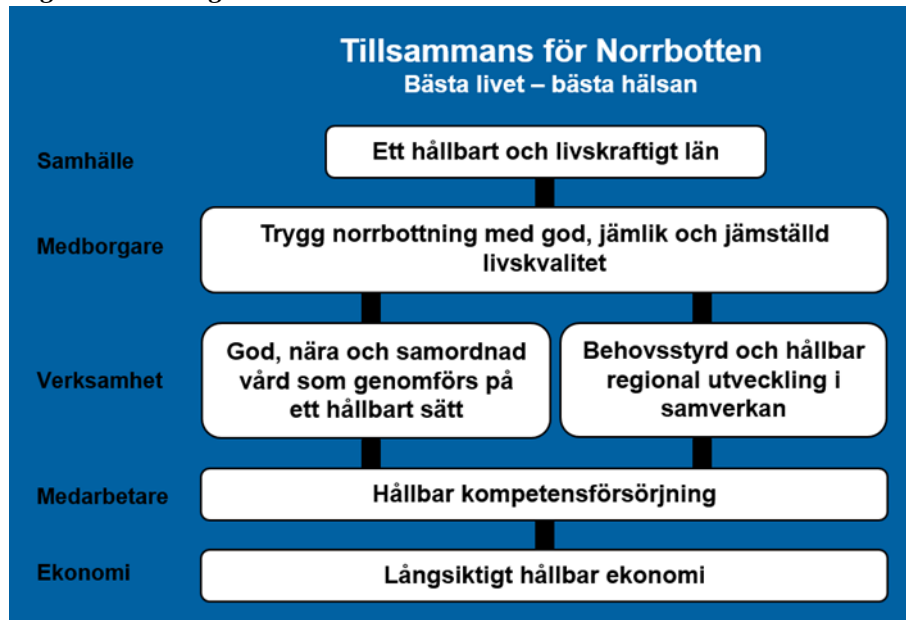 Tillsammans för Norrbotten
Bästa livet – bästa hälsan
Samhälle
Ett hållbart och livskraftigt län
Medborgare
Trygg norrbottning med god, jämlik och jämställd
livskvalitet
Verksamhet
God, nära och samordnad
vård som genomförs på
ett hållbart sätt
Behovsstyrd och hållbar
regional utveckling i
samverkan
Medarbetare
Hållbar kompetensförsörjning
Ekonomi
Långsiktigt hållbar ekonomi